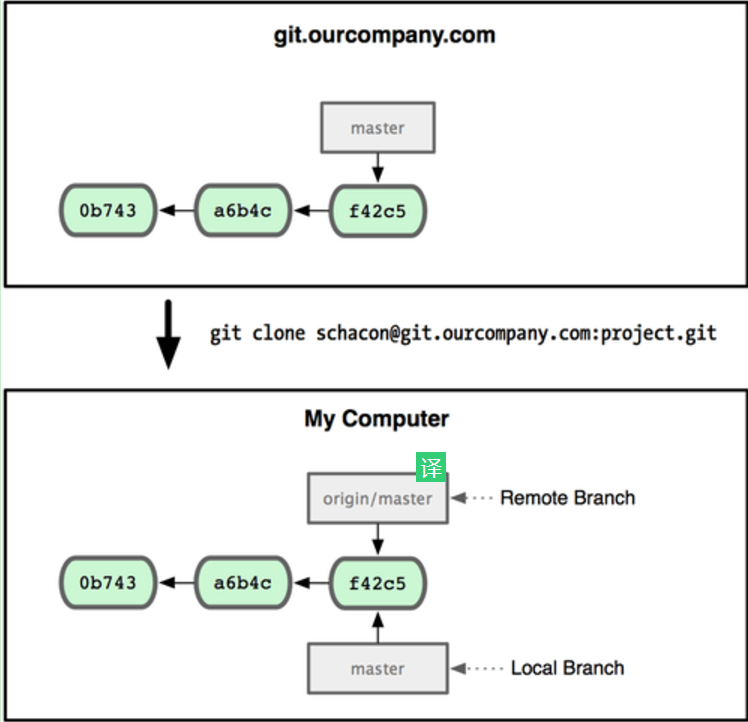 git.ourcompany.com
master
0b743
a6b4c
f42c5
git clone schacon@git.ourcompany.com:project.git
My Computer
译
origin/master
Remote Branch
0b743
a6b4c
f42c5
master
Local Branch